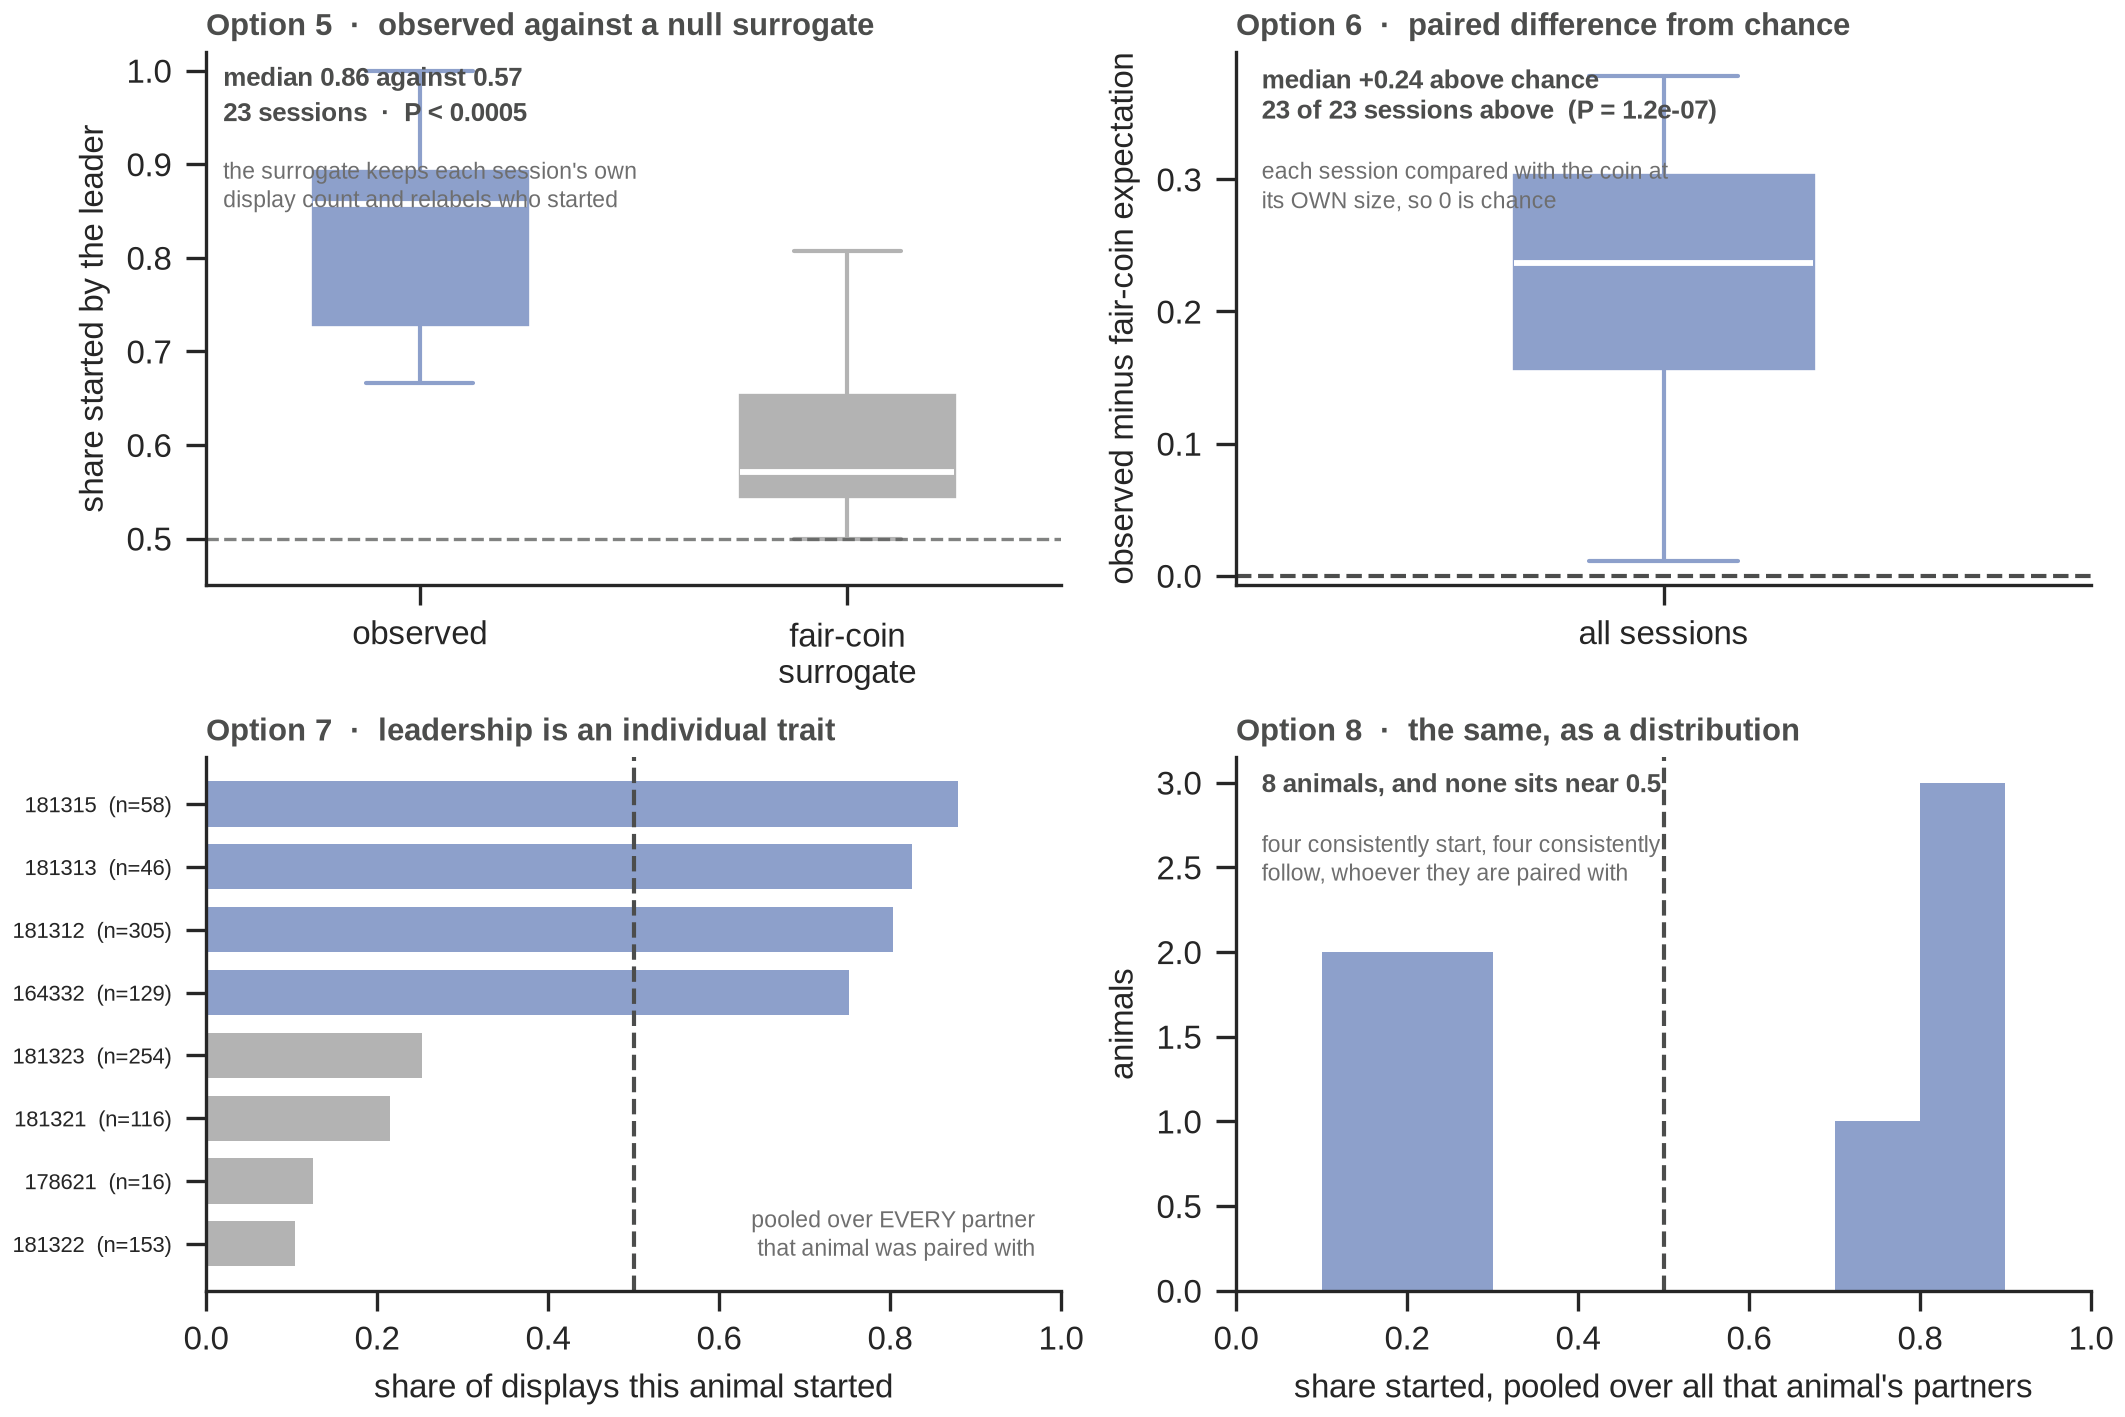 Option 5 · observed against a null surrogate
median 0.86 against 0.57
23 sessions · P < 0.0005
the surrogate keeps each session's own
display count and relabels who started
share started by the leader
1.0
0.9
0.8
0.7
0.6
0.5
observed
fair-coin
surrogate
Option 6 · paired difference from chance
median +0.24 above chance
23 of 23 sessions above (P = 1.2e-07)
each session compared with the coin at
its OWN size, so 0 is chance
observed minus fair-coin expectation
0.3
0.2
0.1
0.0
all sessions
Option 7 · leadership is an individual trait
181315 (n=58)
181313 (n=46)
181312 (n=305)
164332 (n=129)
181323 (n=254)
181321 (n=116)
178621 (n=16)
181322 (n=153)
pooled over EVERY partner
that animal was paired with
0.0 0.2 0.4 0.6 0.8 1.0
share of displays this animal started
Option 8 · the same, as a distribution
8 animals, and none sits near 0.5
four consistently start, four consistently
follow, whoever they are paired with
animals
3.0
2.5
2.0
1.5
1.0
0.5
0.0
0.0 0.2 0.4 0.6 0.8 1.0
share started, pooled over all that animal's partners